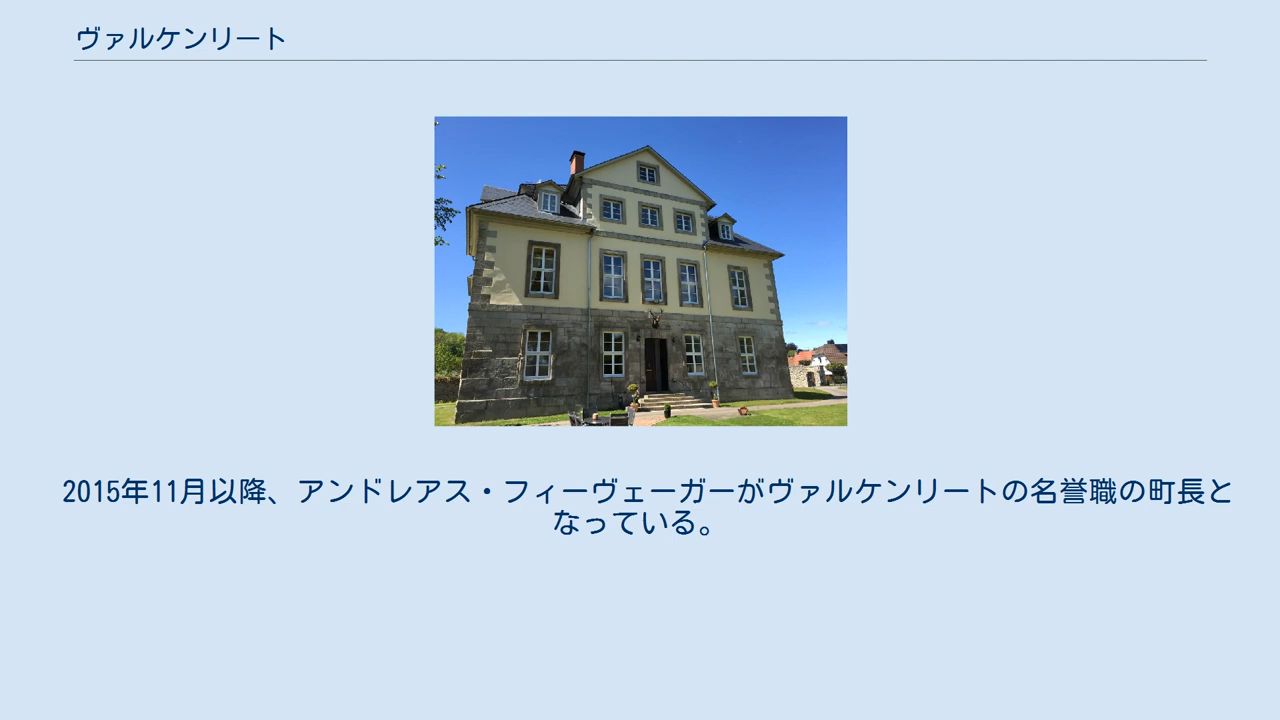 ヴァルケンリート
2015年11月以降、アンドレアス・フィーヴェーガーがヴァルケンリートの名誉職の町長と
なっている。